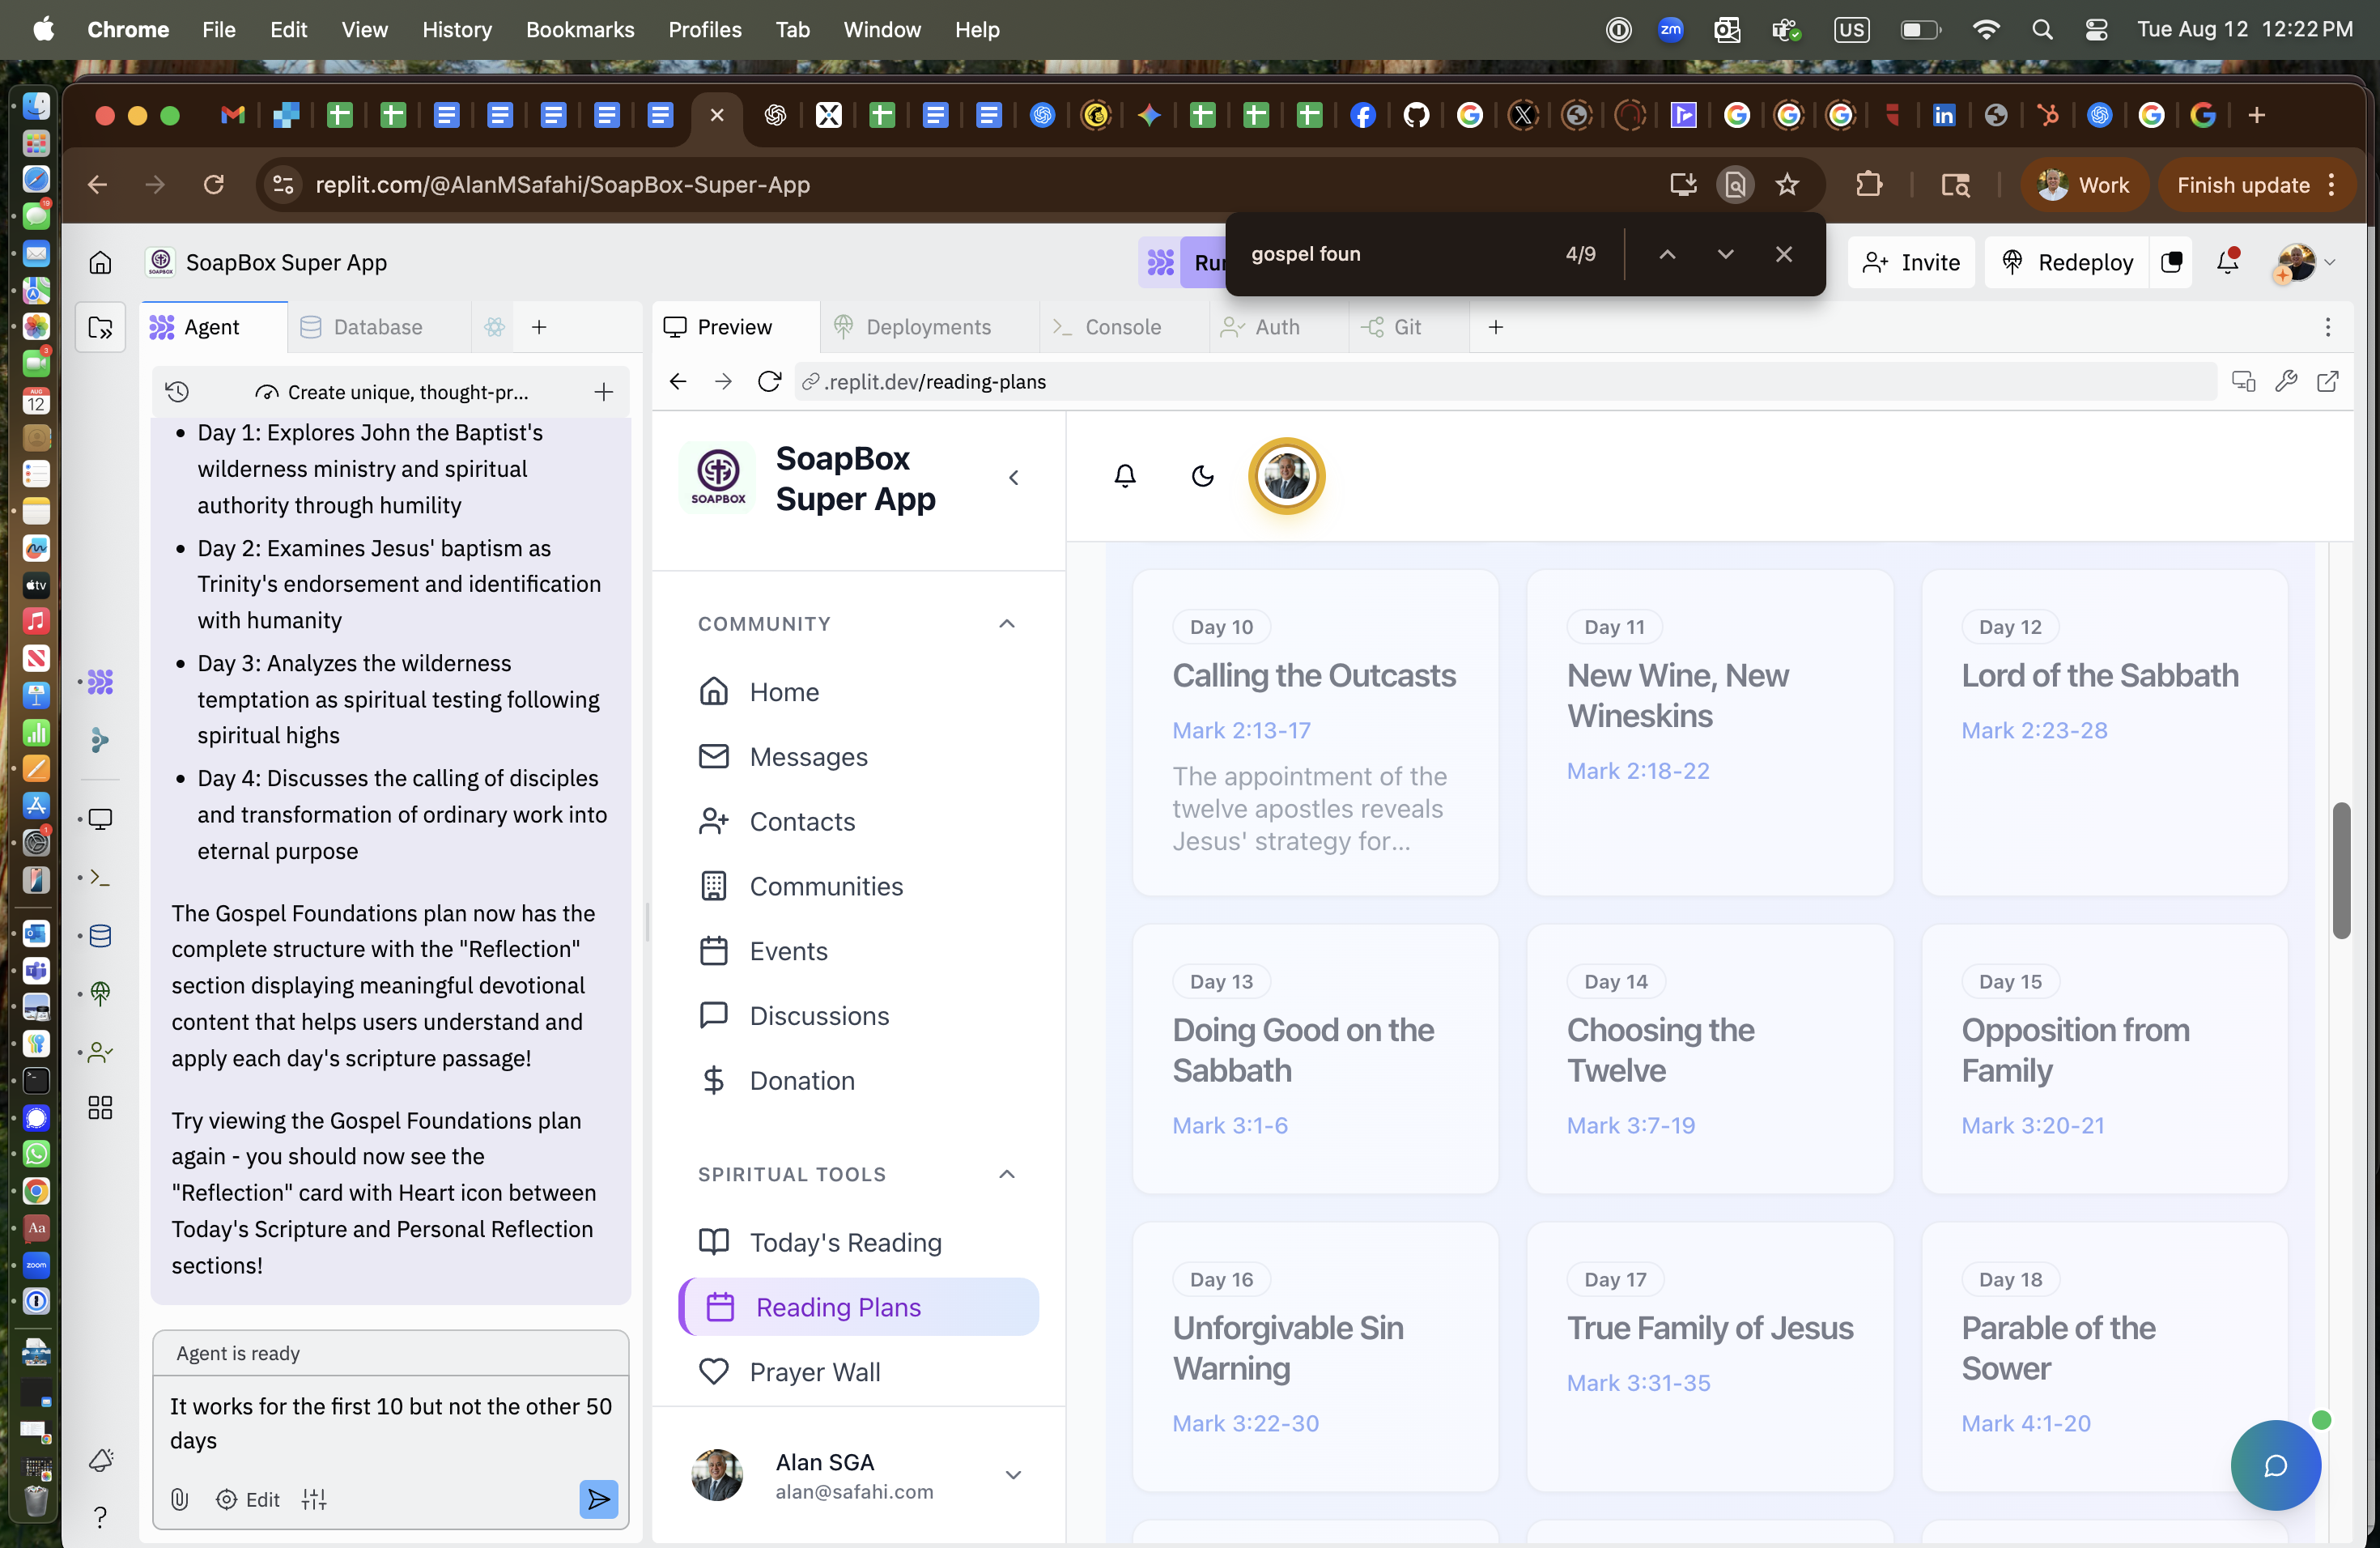 Chrome File Edit View History Bookmarks Profiles Tab Window Help
zm US Tue Aug 12 12:22 PM
replit.com/@AlanMSafahi/SoapBox-Super-App
Work
Finish update
gospel foun 4/9
SOAPBOX
SoapBox Super App
Invite
Redeploy
Agent
Database
Preview
Deployments
Console
Auth
Git
Create unique, thought-pr...
.replit.dev/reading-plans
• Day 1: Explores John the Baptist's
wilderness ministry and spiritual
authority through humility
• Day 2: Examines Jesus' baptism as
Trinity's endorsement and identification
with humanity
• Day 3: Analyzes the wilderness
temptation as spiritual testing following
spiritual highs
• Day 4: Discusses the calling of disciples
and transformation of ordinary work into
eternal purpose
The Gospel Foundations plan now has the
complete structure with the "Reflection"
section displaying meaningful devotional
content that helps users understand and
apply each day's scripture passage!
Try viewing the Gospel Foundations plan
again - you should now see the
"Reflection" card with Heart icon between
Today's Scripture and Personal Reflection
sections!
Agent is ready
It works for the first 10 but not the other 50
days
Edit
SOAPBOX
SoapBox
Super App
COMMUNITY
Home
Messages
Contacts
Communities
Events
Discussions
Donation
SPIRITUAL TOOLS
Today's Reading
Reading Plans
Prayer Wall
Alan SGA
alan@safahi.com
Day 10
Calling the Outcasts
Mark 2:13-17
The appointment of the
twelve apostles reveals
Jesus' strategy for...
Day 11
New Wine, New
Wineskins
Mark 2:18-22
Day 12
Lord of the Sabbath
Mark 2:23-28
Day 13
Doing Good on the
Sabbath
Mark 3:1-6
Day 14
Choosing the
Twelve
Mark 3:7-19
Day 15
Opposition from
Family
Mark 3:20-21
Day 16
Unforgivable Sin
Warning
Mark 3:22-30
Day 17
True Family of Jesus
Mark 3:31-35
Day 18
Parable of the
Sower
Mark 4:1-20